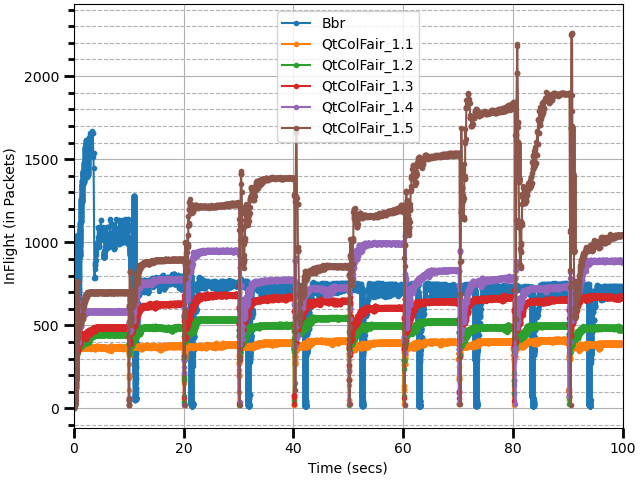 InFlight (in Packets)
2000
1500
1000
500
0
Bbr
QtColFair_1.1
QtColFair_1.2
QtColFair_1.3
QtColFair_1.4
QtColFair_1.5
0 20 40 60 80 100
Time (secs)